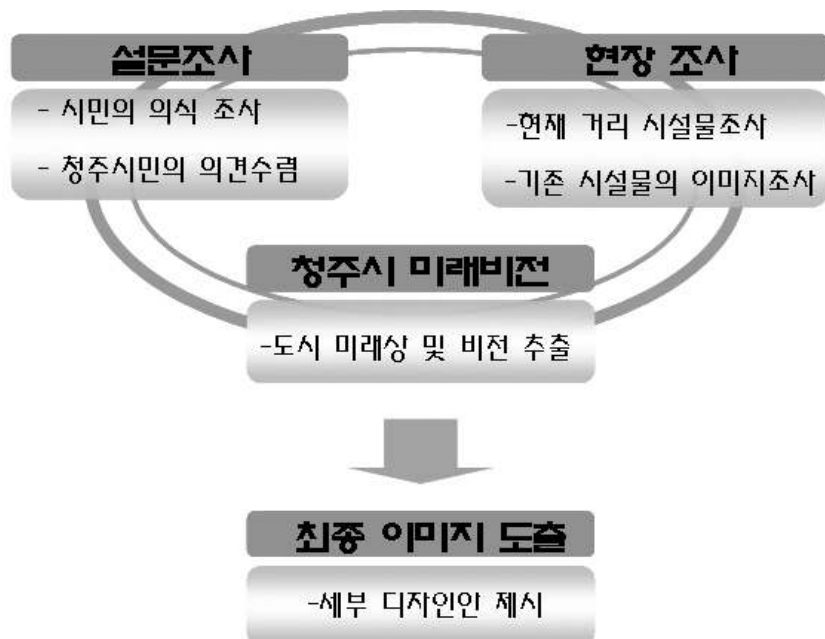 설문조사
- 시민의 의식 조사
- 청주시민의 의견수렴
현장 조사
-현재 거리 시설물조사
-기존 시설물의 이미지조사
청주시 미래비전
-도시 미래상 및 비전 추출
최종 이미지 도출
-세부 디자인안 제시